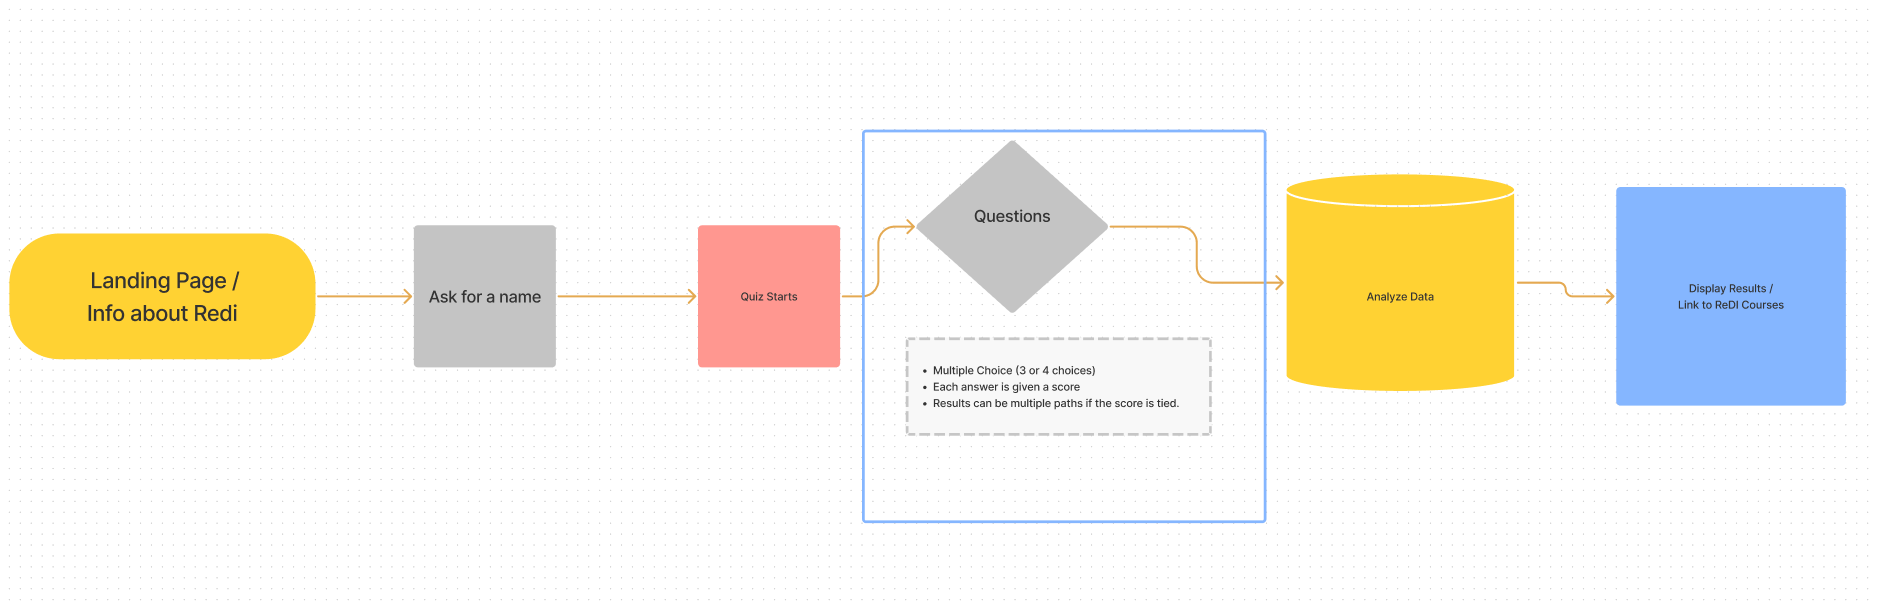 Landing Page /
Info about Redi
Ask for a name
Quiz Starts
Questions
• Multiple Choice (3 or 4 choices)
• Each answer is given a score
• Results can be multiple paths if the score is tied.
Analyze Data
Display Results /
Link to ReDI Courses